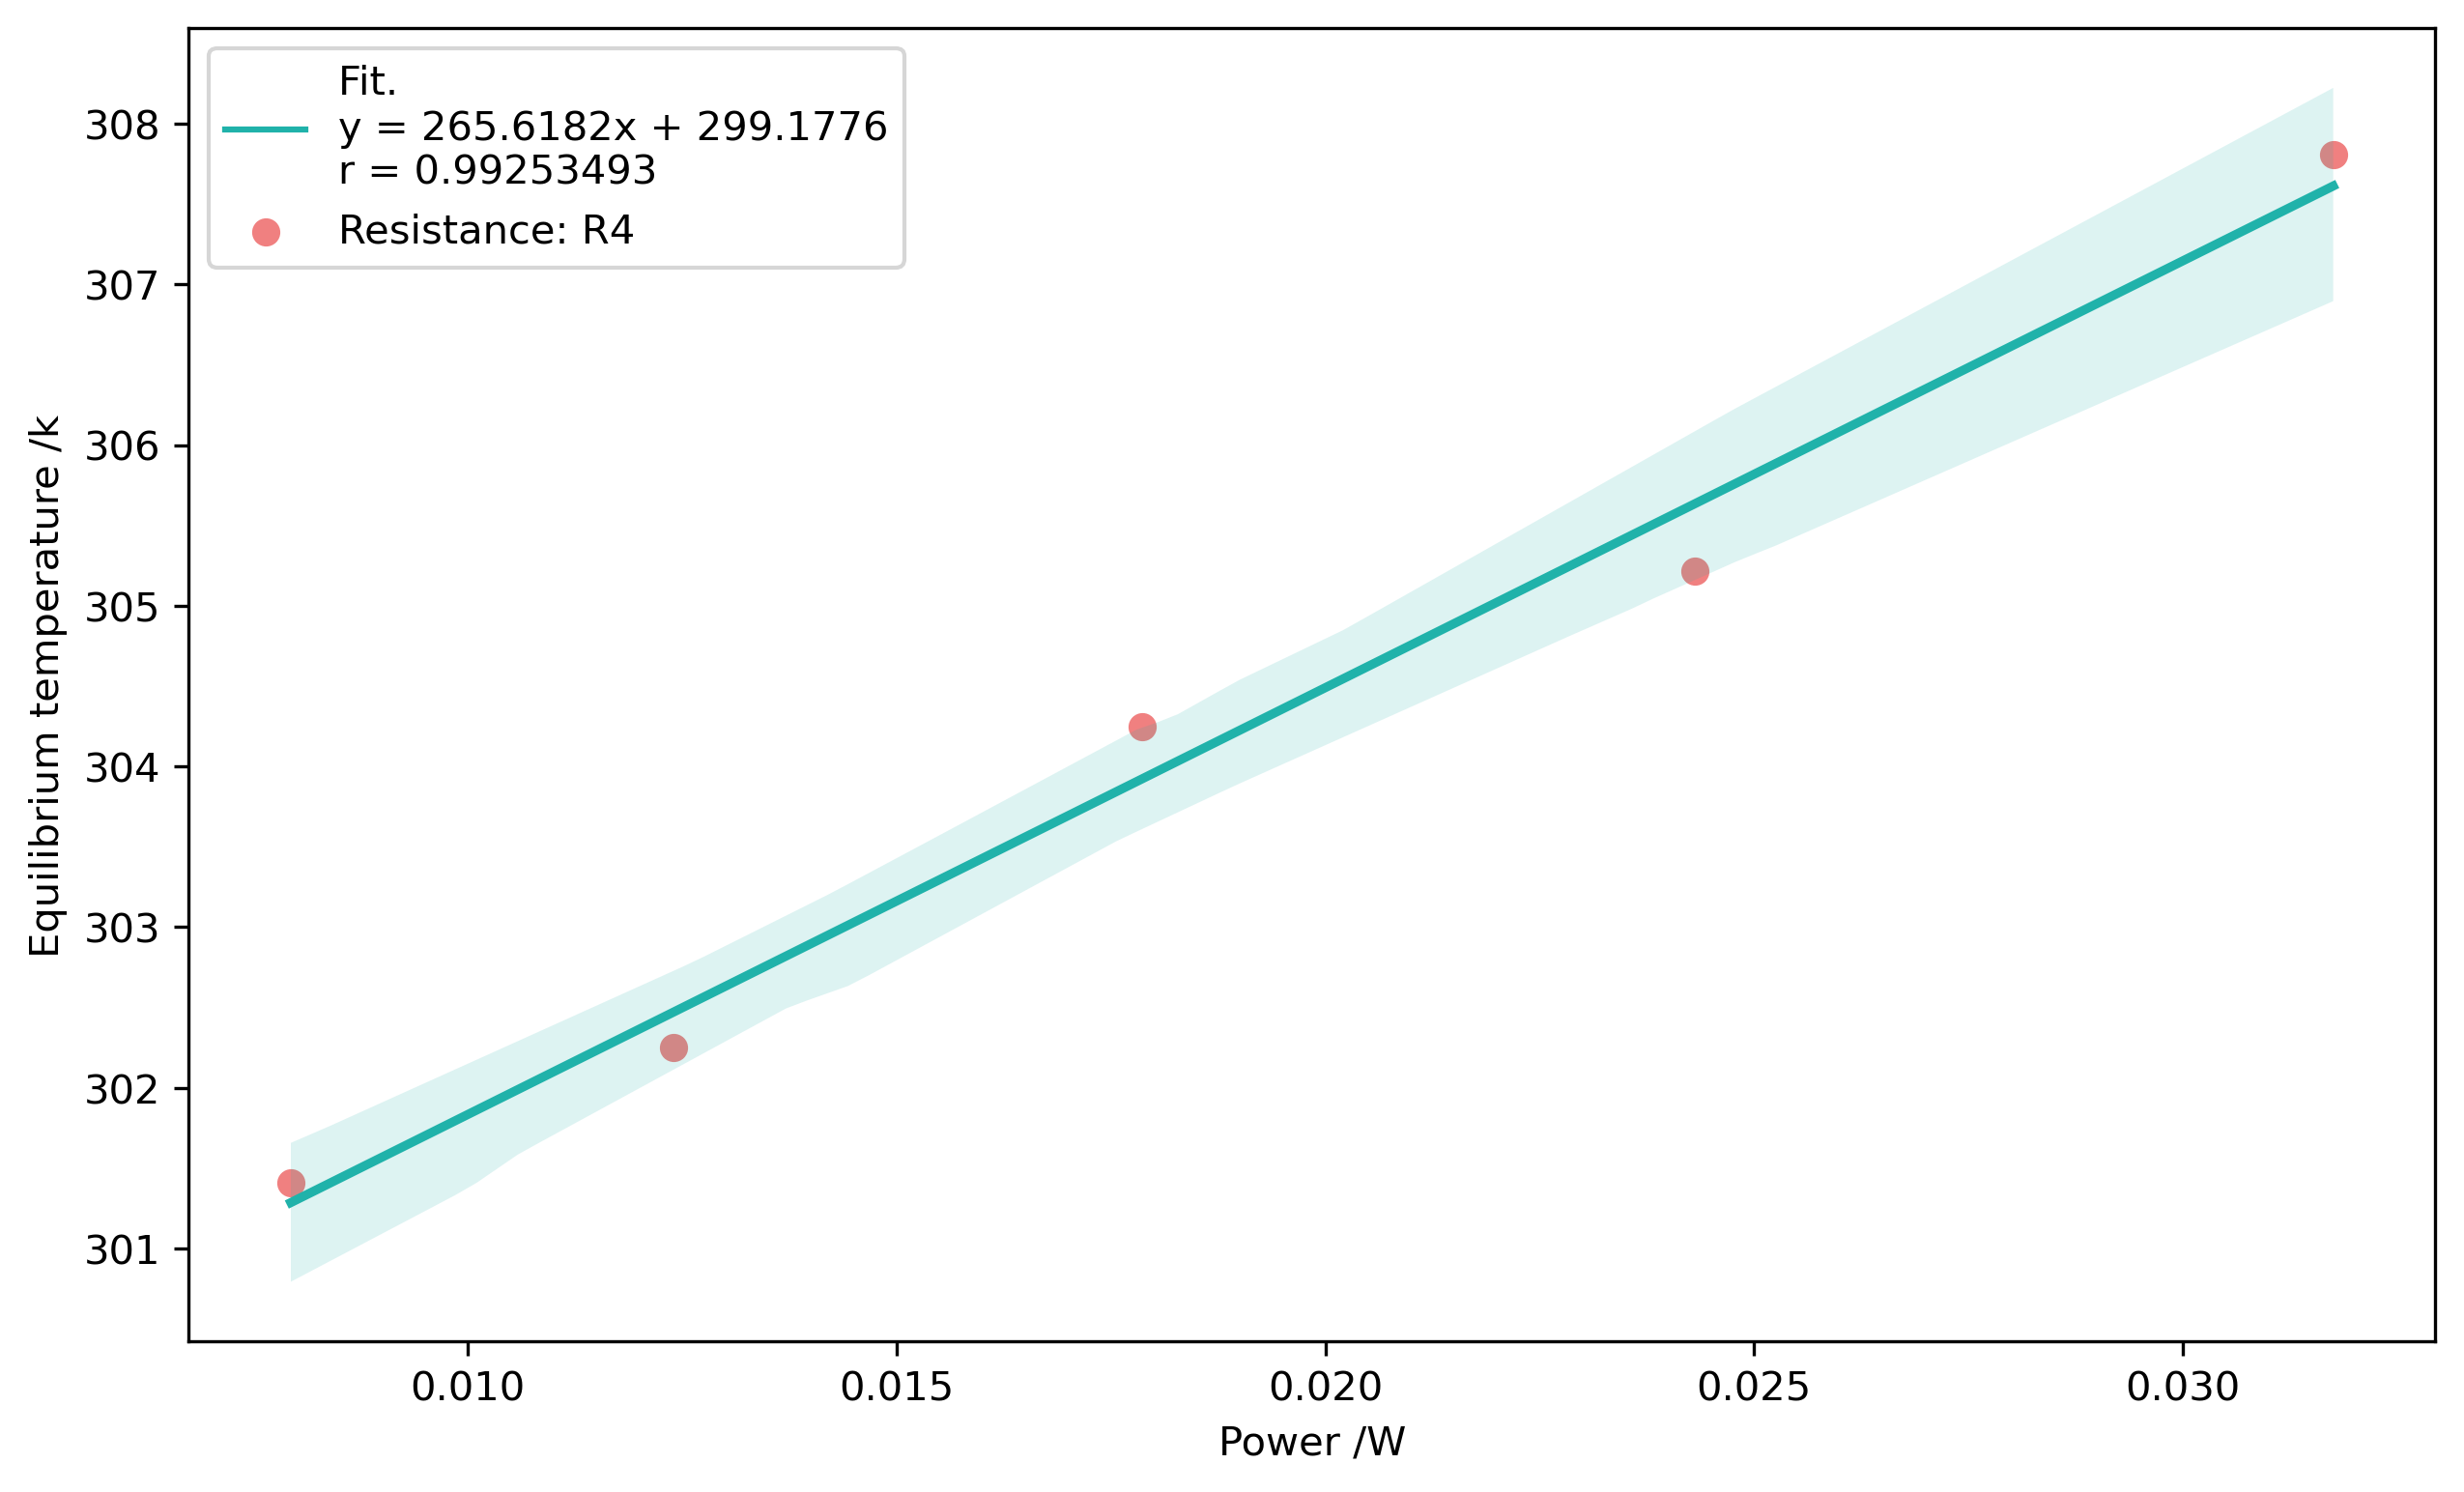 Fit.
y = 265.6182x + 299.1776
r = 0.99253493
Resistance: R4
Equilibrium temperature /k
308
307
306
305
304
303
302
301
0.010
0.015
0.020
0.025
0.030
Power /W